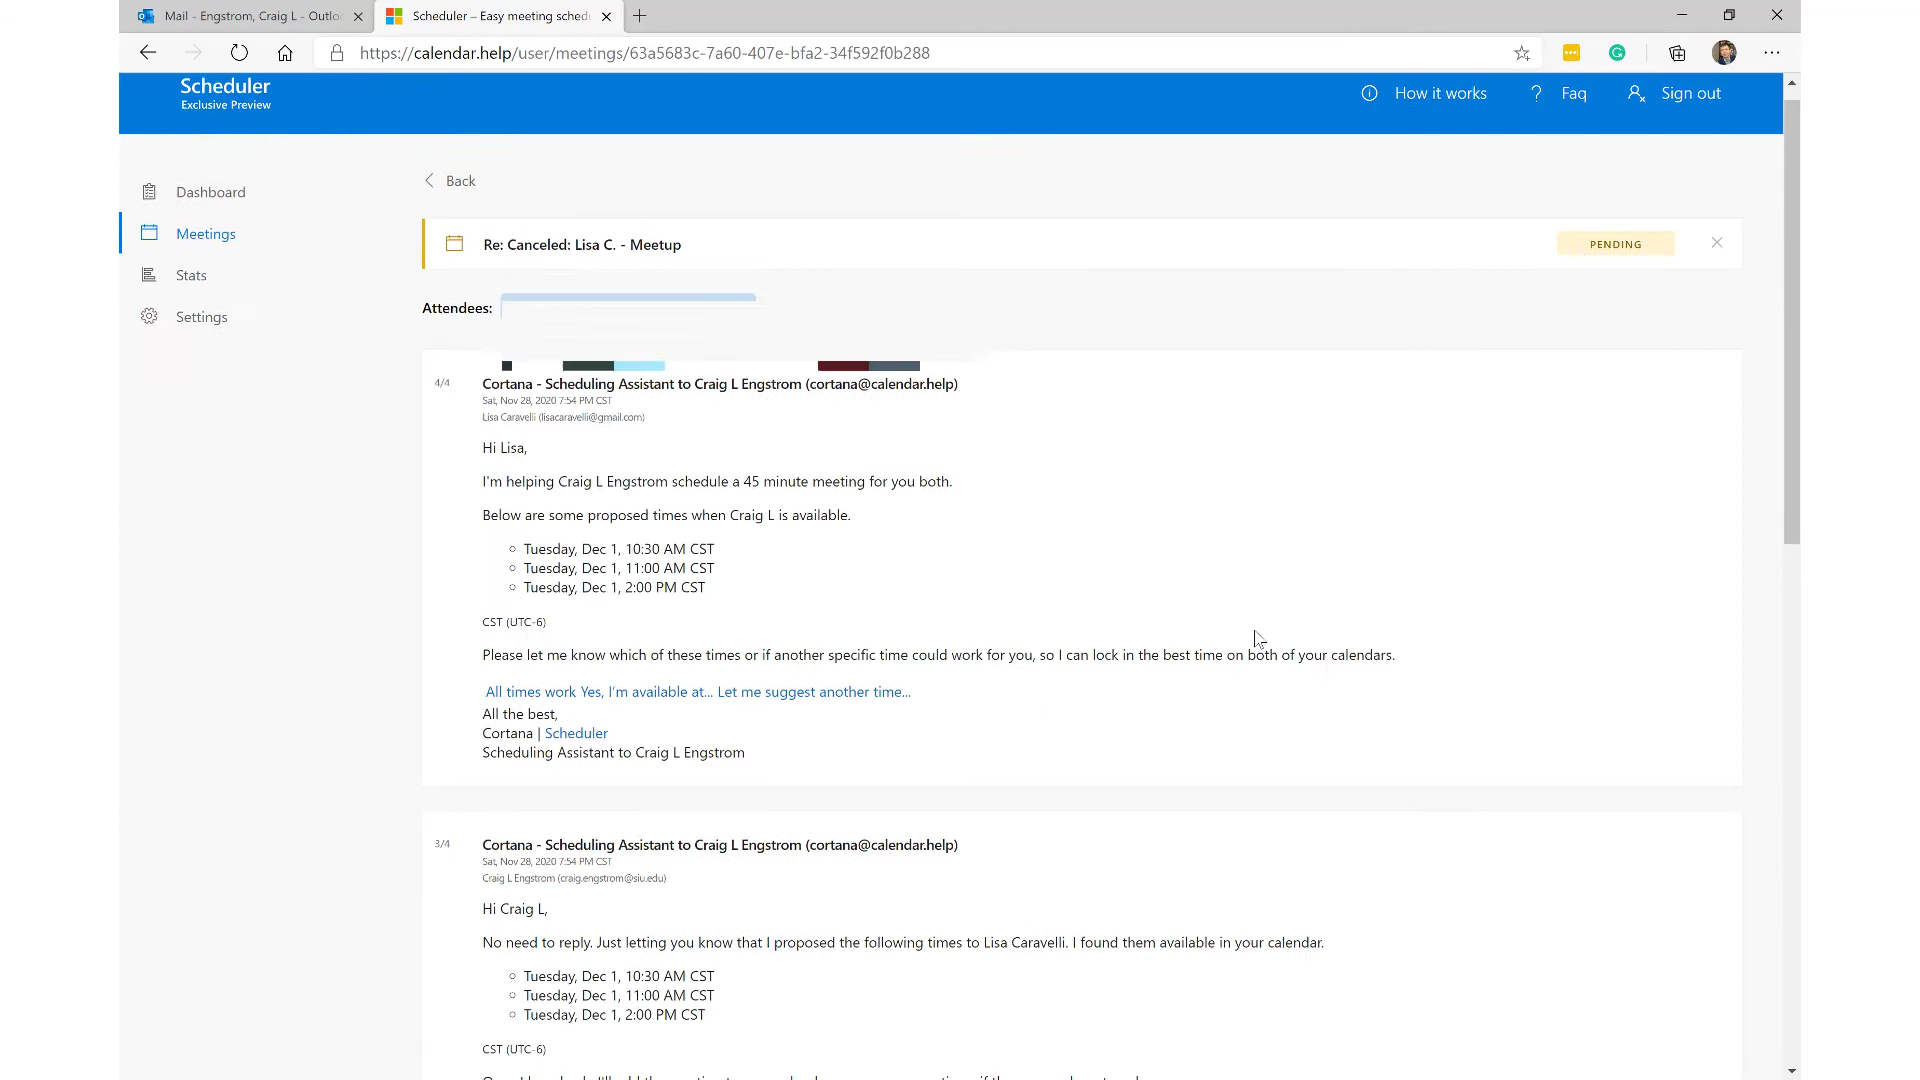 Mail - Engstrom, Craig L - Outlo
Scheduler – Easy meeting sched
https://calendar.help/user/meetings/63a5683c-7a60-407e-bfa2-34f592f0b288
Scheduler
Exclusive Preview
How it works
Faq
Sign out
Dashboard
Meetings
Stats
Settings
Back
Re: Canceled: Lisa C. - Meetup
PENDING
Attendees:
4/4
Cortana - Scheduling Assistant to Craig L Engstrom (cortana@calendar.help)
Sat, Nov 28, 2020 7:54 PM CST
Lisa Caravelli (lisacaravelli@gmail.com)
Hi Lisa,
I'm helping Craig L Engstrom schedule a 45 minute meeting for you both.
Below are some proposed times when Craig L is available.
Tuesday, Dec 1, 10:30 AM CST
Tuesday, Dec 1, 11:00 AM CST
Tuesday, Dec 1, 2:00 PM CST
CST (UTC-6)
Please let me know which of these times or if another specific time could work for you, so I can lock in the best time on both of your calendars.
All times work Yes, I'm available at... Let me suggest another time...
All the best,
Cortana | Scheduler
Scheduling Assistant to Craig L Engstrom
3/4
Cortana - Scheduling Assistant to Craig L Engstrom (cortana@calendar.help)
Sat, Nov 28, 2020 7:54 PM CST
Craig L Engstrom (craig.engstrom@siu.edu)
Hi Craig L,
No need to reply. Just letting you know that I proposed the following times to Lisa Caravelli. I found them available in your calendar.
Tuesday, Dec 1, 10:30 AM CST
Tuesday, Dec 1, 11:00 AM CST
Tuesday, Dec 1, 2:00 PM CST
CST (UTC-6)